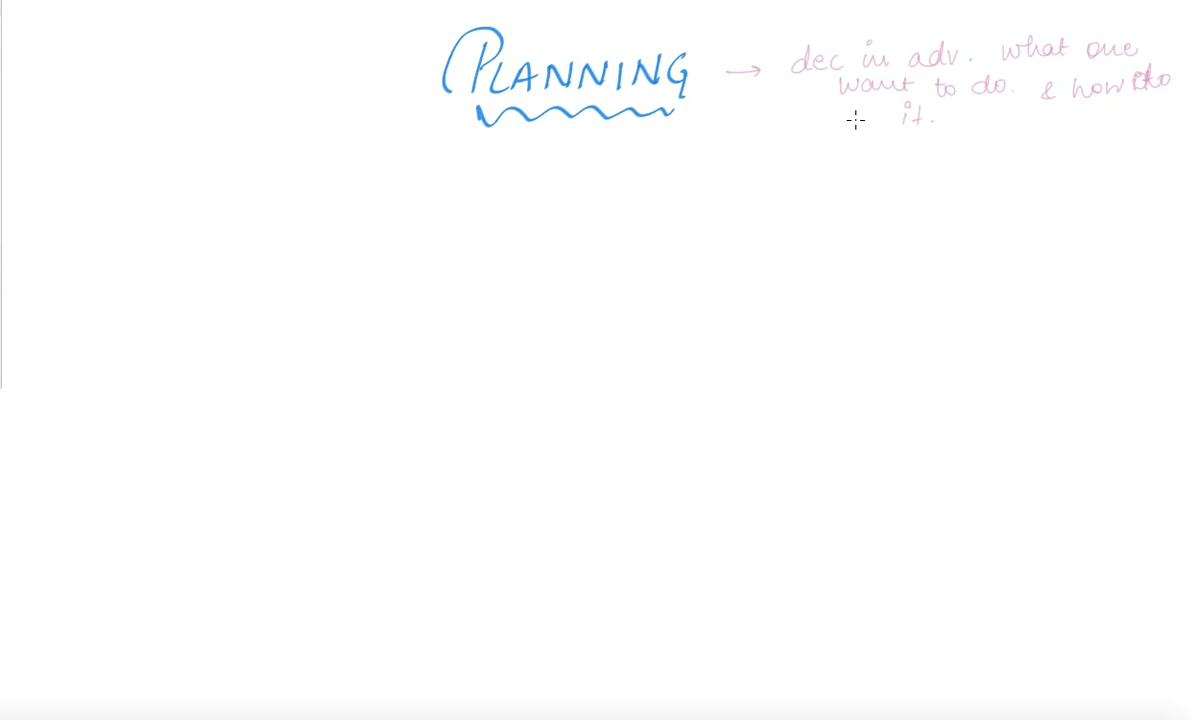 PLANNING → dec in adv. what one
want to do. & how to
it.